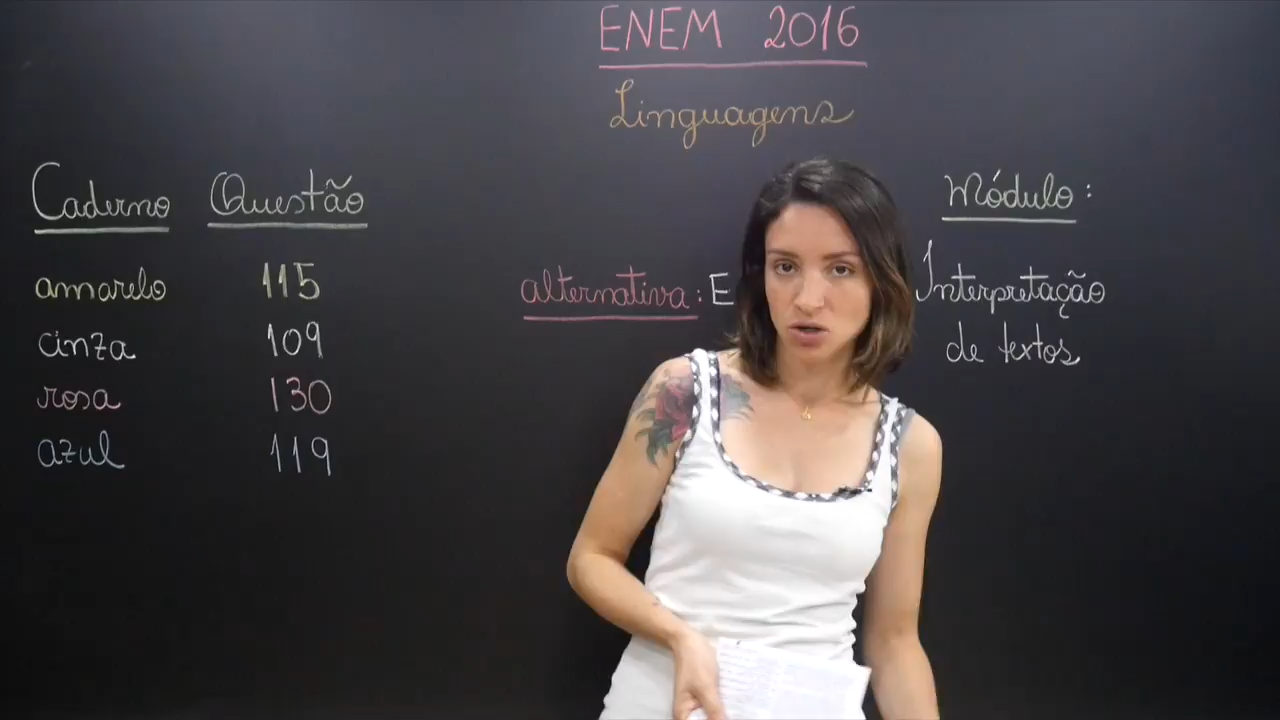 ENEM 2016
Linguagens
Caderno Questão
amarelo 115
cinza 109
rosa 130
azul 119
alternativa: E
Módulo:
Interpretação
de textos